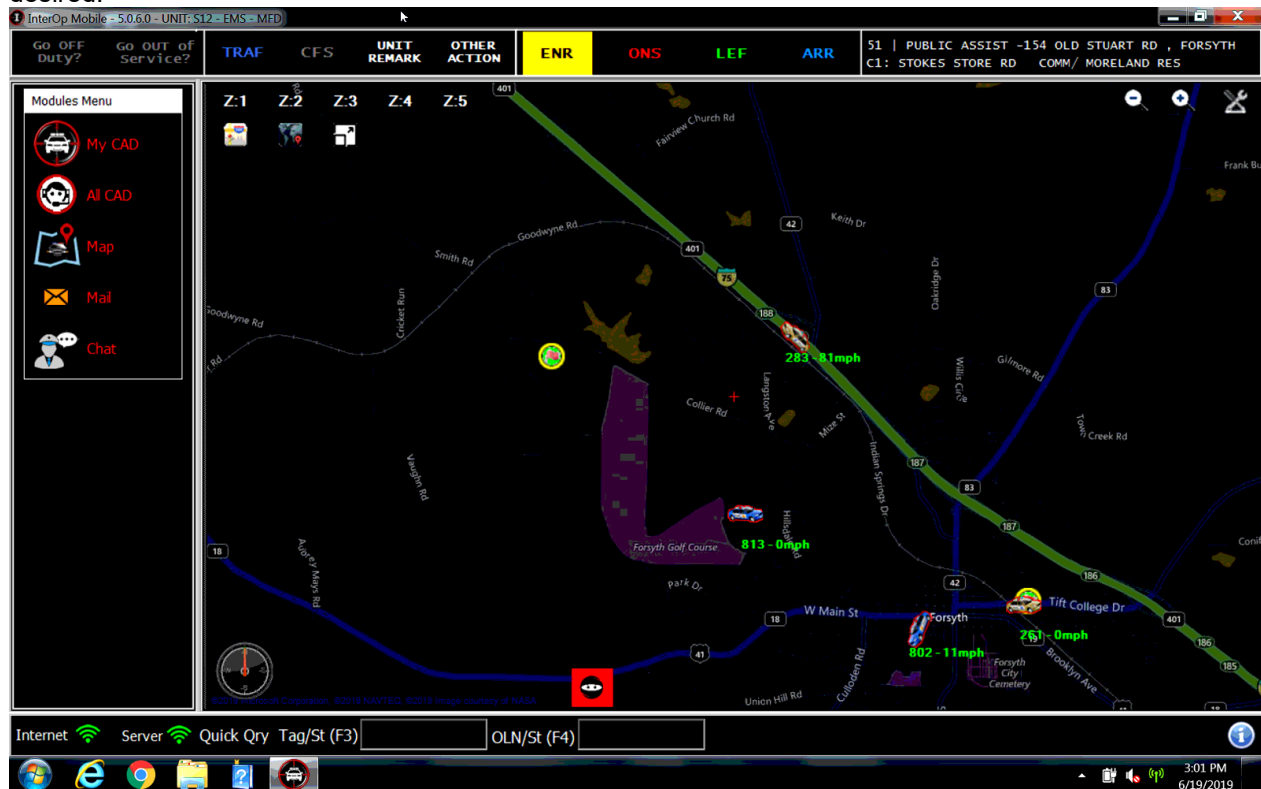 InterOp Mobile - 5.0.6.0 - UNIT: S12 - EMS - MFD
Go OFF Duty?
Go OUT of Service?
TRAF
CFS
UNIT REMARK
OTHER ACTION
ENR
ONS
LEF
ARR
51 | PUBLIC ASSIST -154 OLD STUART RD , FORSYTH
C1: STOKES STORE RD COMM/ MORELAND RES
Modules Menu
My CAD
All CAD
Map
Mail
Chat
Z:1 Z:2 Z:3 Z:4 Z:5
401
Rd
Fairview Church Rd
Frank
42
Keith Dr
Goodwyne Rd
Smith Rd
401
75
Oakridge Dr
83
Cricket Run
Goodwyne Rd
188
283 - 81mph
Rd
Willis Circle
Gilmore Rd
Langston Ave
Collier Rd
Mize St
Town Creek Rd
Vaughn Rd
Indian Springs Dr
187
83
187
Hillsdale Rd
813 - 0mph
Forsyth Golf Course
18
Park Dr
186
42
Tift College Dr
W Main St
18
Forsyth
401
261 - 0mph
19
186
802 - 11mph
41
Forsyth City Cemetery
Brooklyn Ave
185
Culloden Rd
Union Hill Rd
Internet
Server
Quick Qry Tag/St (F3)
OLN/St (F4)
3:01 PM
6/19/2019